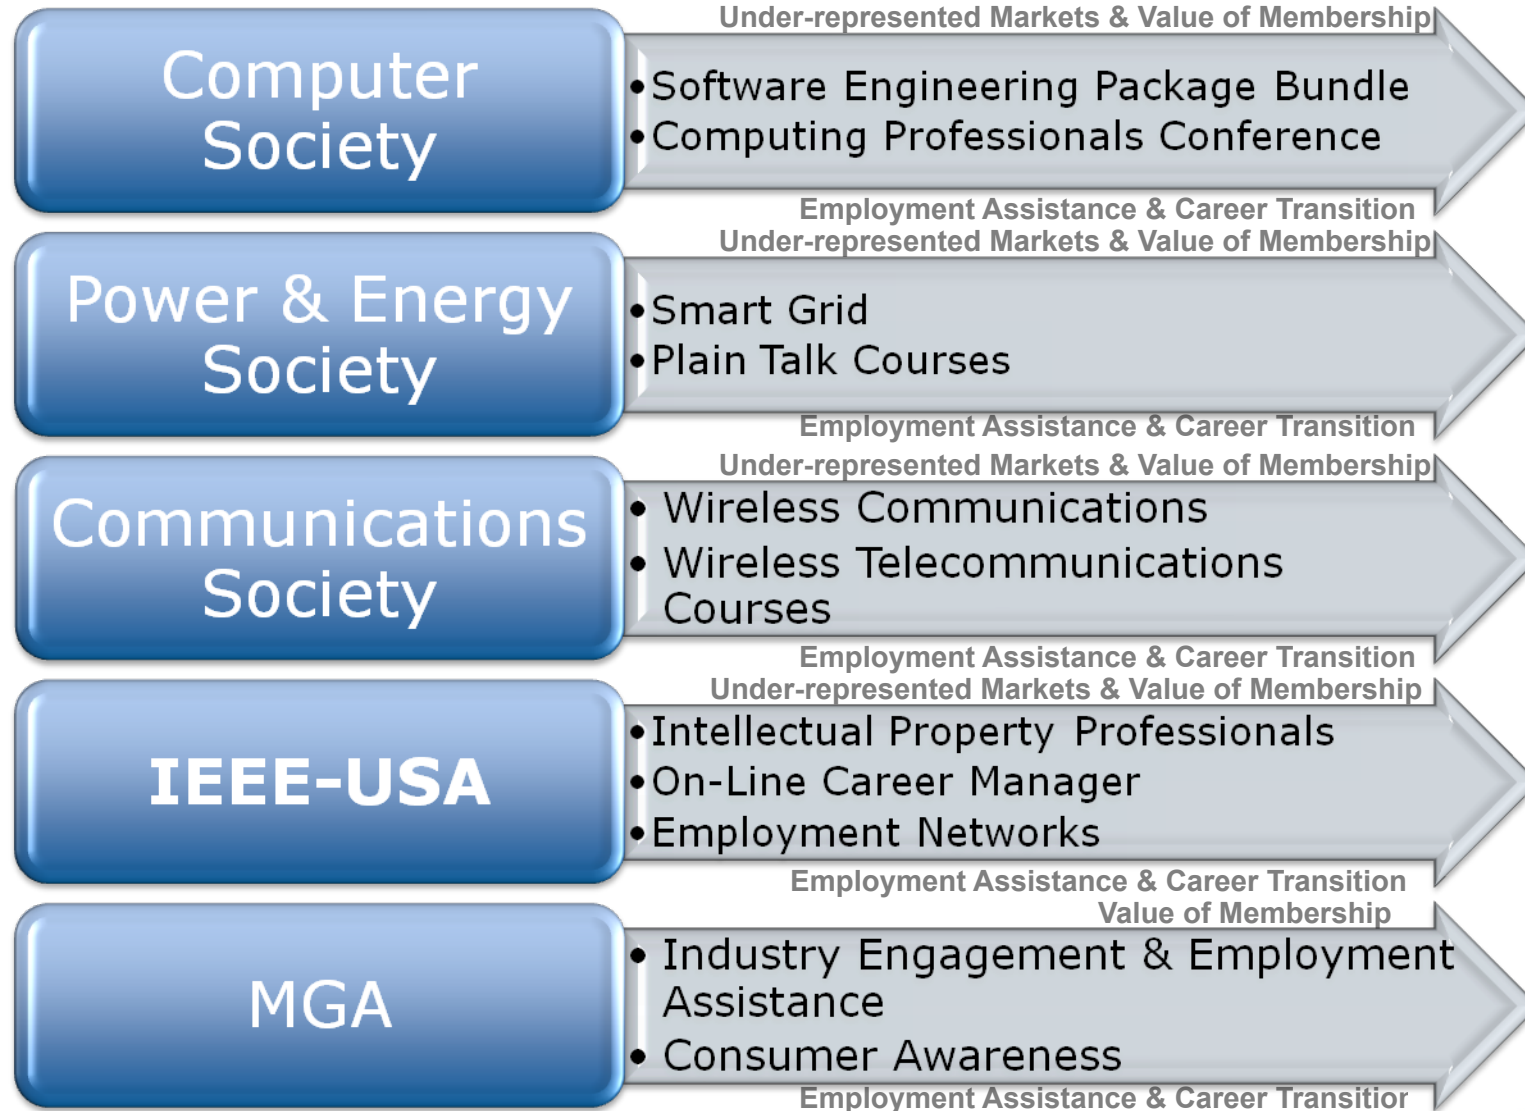 Under-represented Markets & Value of Membership
Computer
Society
•Software Engineering Package Bundle
•Computing Professionals Conference
Employment Assistance & Career Transition
Under-represented Markets & Value of Membership
Power & Energy
Society
•Smart Grid
•Plain Talk Courses
Employment Assistance & Career Transition
Under-represented Markets & Value of Membership
Communications
Society
• Wireless Communications
• Wireless Telecommunications
Courses
Employment Assistance & Career Transition
Under-represented Markets & Value of Membership
IEEE-USA
•Intellectual Property Professionals
•On-Line Career Manager
•Employment Networks
Employment Assistance & Career Transition
Value of Membership
MGA
• Industry Engagement & Employment
Assistance
• Consumer Awareness
Employment Assistance & Career Transition